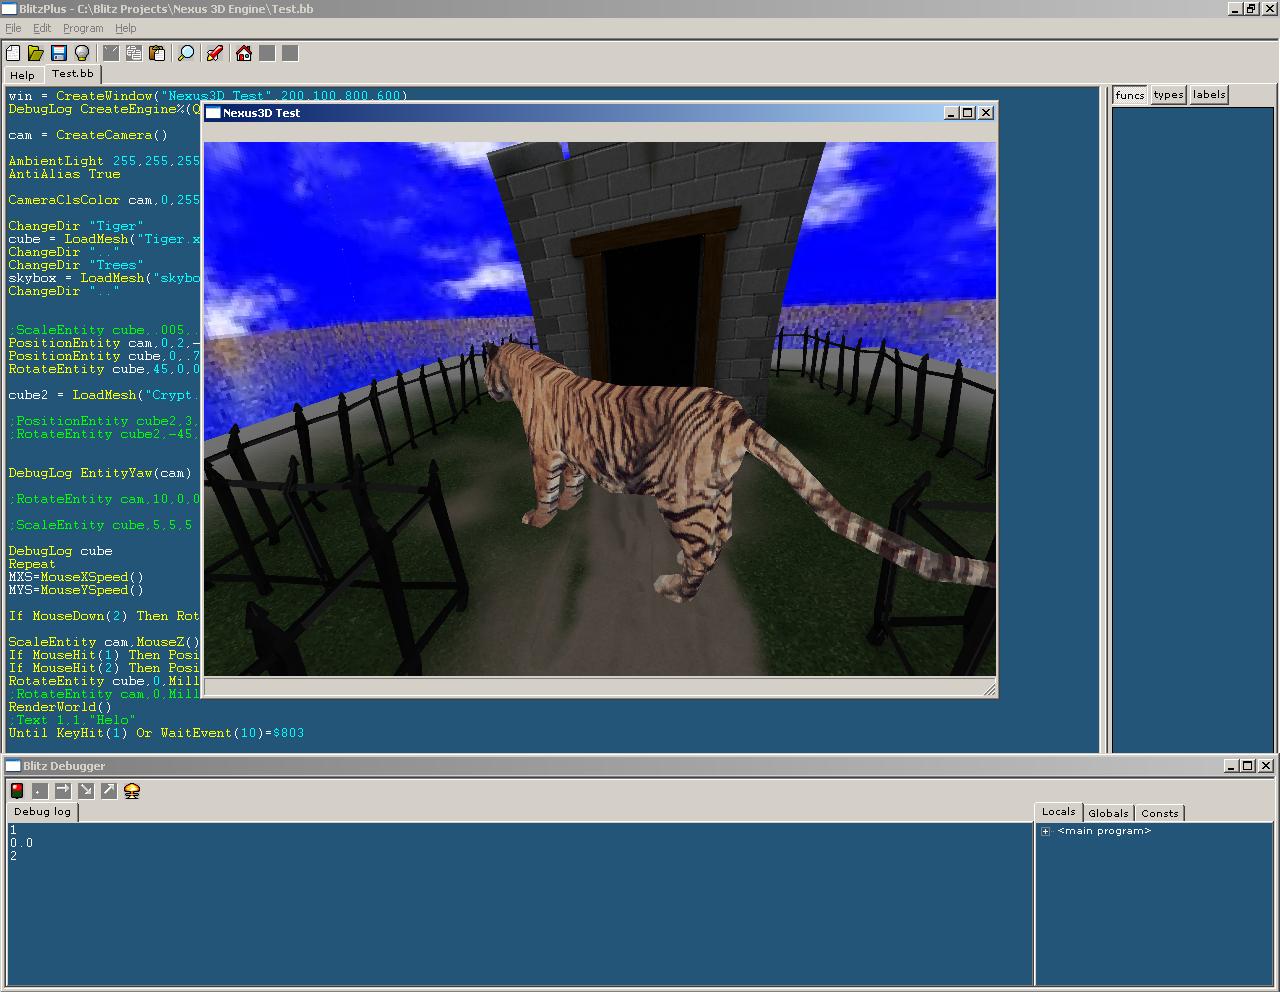 BlitzPlus - C:\Blitz Projects\Nexus 3D Engine\Test.bb
File Edit Program Help
Help Test.bb
funcs types labels
win = CreateWindow("Nexus3D Test",200,100,800,600)
DebugLog CreateEngine%(
cam = CreateCamera()
AmbientLight 255,255,255
AntiAlias True
CameraClsColor cam,0,255
ChangeDir "Tiger"
cube = LoadMesh("Tiger.x
ChangeDir ".."
ChangeDir "Trees"
skybox = LoadMesh("skybo
ChangeDir ".."
;ScaleEntity cube,.005,.
PositionEntity cam,0,2,-
PositionEntity cube,0,.7
RotateEntity cube,45,0,0
cube2 = LoadMesh("Crypt.
;PositionEntity cube2,3,
;RotateEntity cube2,-45,
DebugLog EntityYaw(cam)
;RotateEntity cam,10,0,0
;ScaleEntity cube,5,5,5
DebugLog cube
Repeat
MXS=MouseXSpeed()
MYS=MouseYSpeed()
If MouseDown(2) Then Rot
ScaleEntity cam,MouseZ()
If MouseHit(1) Then Posi
If MouseHit(2) Then Posi
RotateEntity cube,0,Mill
;RotateEntity cam,0,Mill
RenderWorld()
;Text 1,1,"Helo"
Until KeyHit(1) Or WaitEvent(10)=$803
Nexus3D Test
Blitz Debugger
Debug log
1
0.0
2
Locals Globals Consts
<main program>